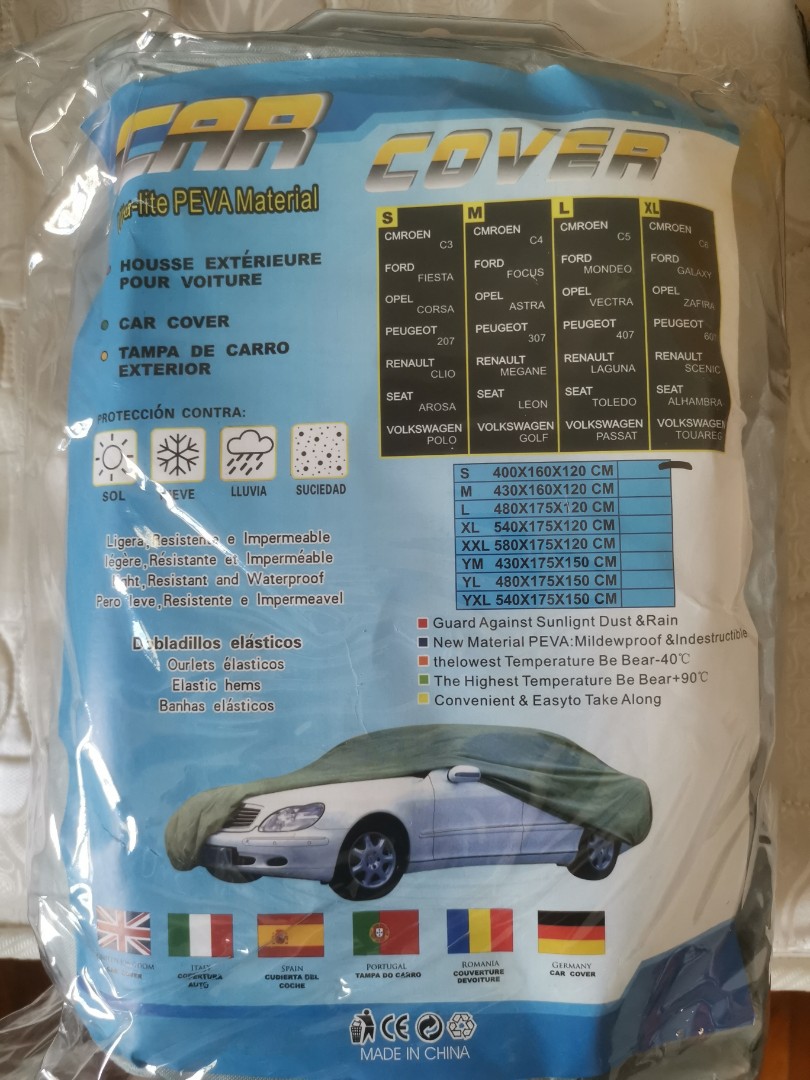 CAR
COVER
-lite PEVA Material
HOUSSE EXTÉRIEURE
POUR VOITURE
CAR COVER
TAMPA DE CARRO
EXTERIOR
PROTECCIÓN CONTRA:
SOL
LLUVIA
SUCIEDAD
Ligera, Resistente e Impermeable
légère, Résistante et Imperméable
Light, Resistant and Waterproof
Pero leve, Resistente e Impermeavel
Dobladillos elásticos
Ourlets élasticos
Elastic hems
Banhas elásticos
S
CMROEN
C3
FORD
FIESTA
OPEL
CORSA
PEUGEOT
207
RENAULT
CLIO
SEAT
AROSA
VOLKSWAGEN
POLO
M
CMROEN
C4
FORD
FOCUS
OPEL
ASTRA
PEUGEOT
307
RENAULT
MEGANE
SEAT
LEON
VOLKSWAGEN
GOLF
L
CMROEN
C5
FORD
MONDEO
OPEL
VECTRA
PEUGEOT
407
RENAULT
LAGUNA
SEAT
TOLEDO
VOLKSWAGEN
PASSAT
XL
CMROEN
C6
FORD
GALAXY
OPEL
ZAFIRA
PEUGEOT
RENAULT
SCENIC
SEAT
ALHAMBRA
VOLKSWAGEN
TOUAREG
S 400X160X120 CM
M 430X160X120 CM
L 480X175X120 CM
XL 540X175X120 CM
XXL 580X175X120 CM
YM 430X175X150 CM
YL 480X175X150 CM
YXL 540X175X150 CM
Guard Against Sunlignt Dust &Rain
New Material PEVA:Mildewproof &Indestructible
thelowest Temperature Be Bear-40℃
The Highest Temperature Be Bear+90℃
Convenient & Easyto Take Along
ITALY
COBERTURA
AUTO
SPAIN
CUBIERTA DEL
COCHE
PORTUGAL
TAMPA DO CARRO
ROMANIA
COUVERTURE
DEVOITURE
GERMANY
CAR COVER
CE
MADE IN CHINA